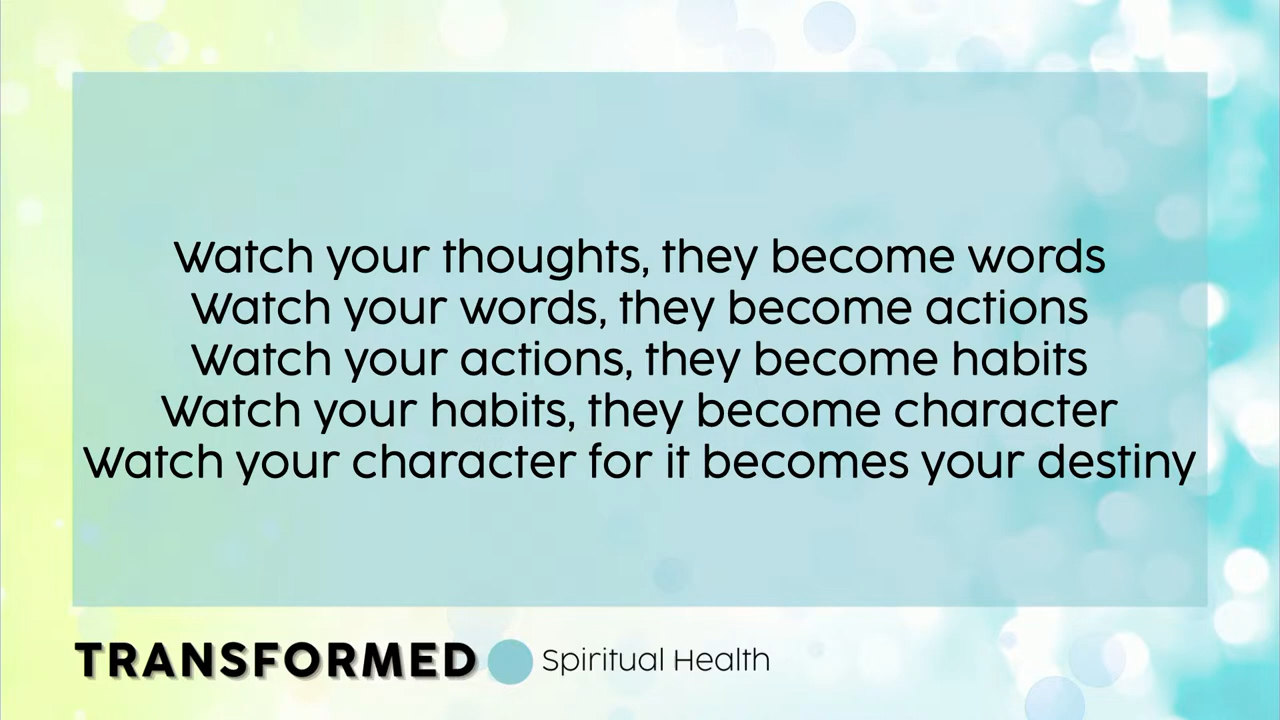 Watch your thoughts, they become words
Watch your words, they become actions
Watch your actions, they become habits
Watch your habits, they become character
Watch your character for it becomes your destiny
TRANSFORMED Spiritual Health